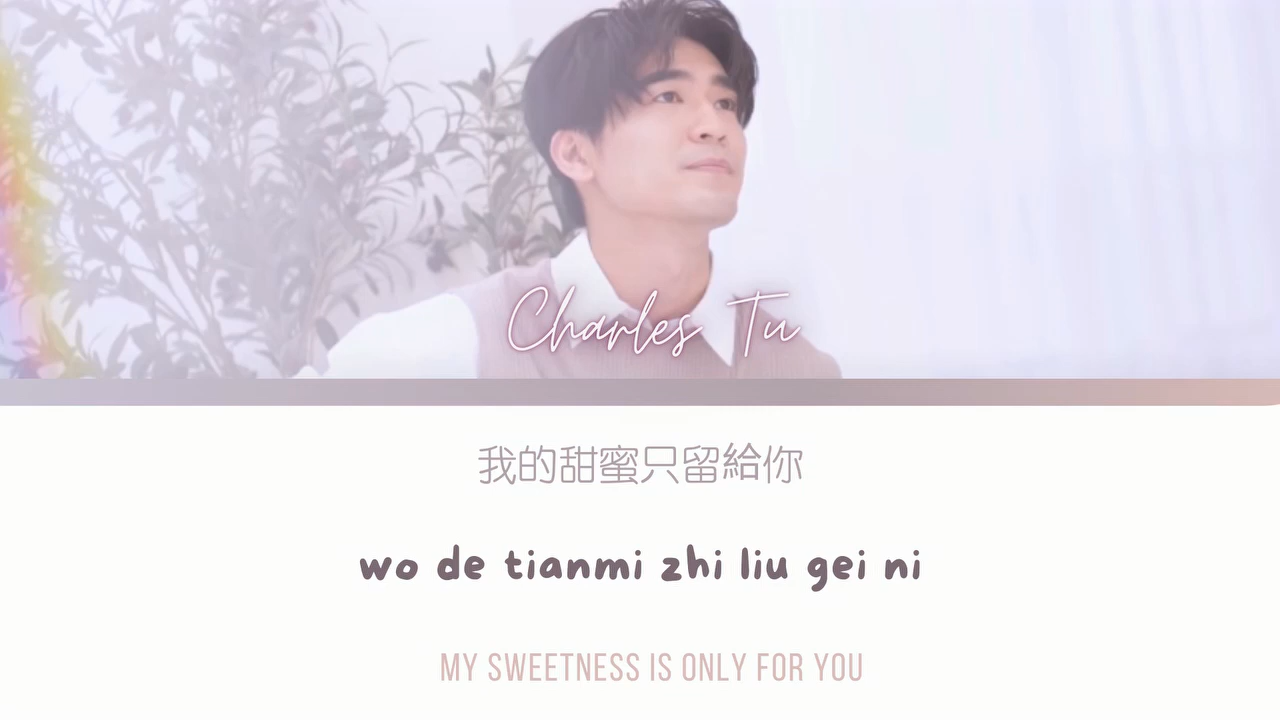 Charles Tu
我的甜蜜只留給你
wo de tianmi zhi liu gei ni
MY SWEETNESS IS ONLY FOR YOU